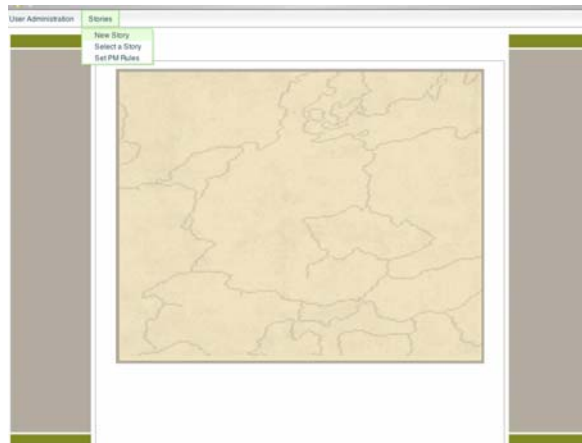 User Administration Stories
New Story
Select a Story
Set PM Rules